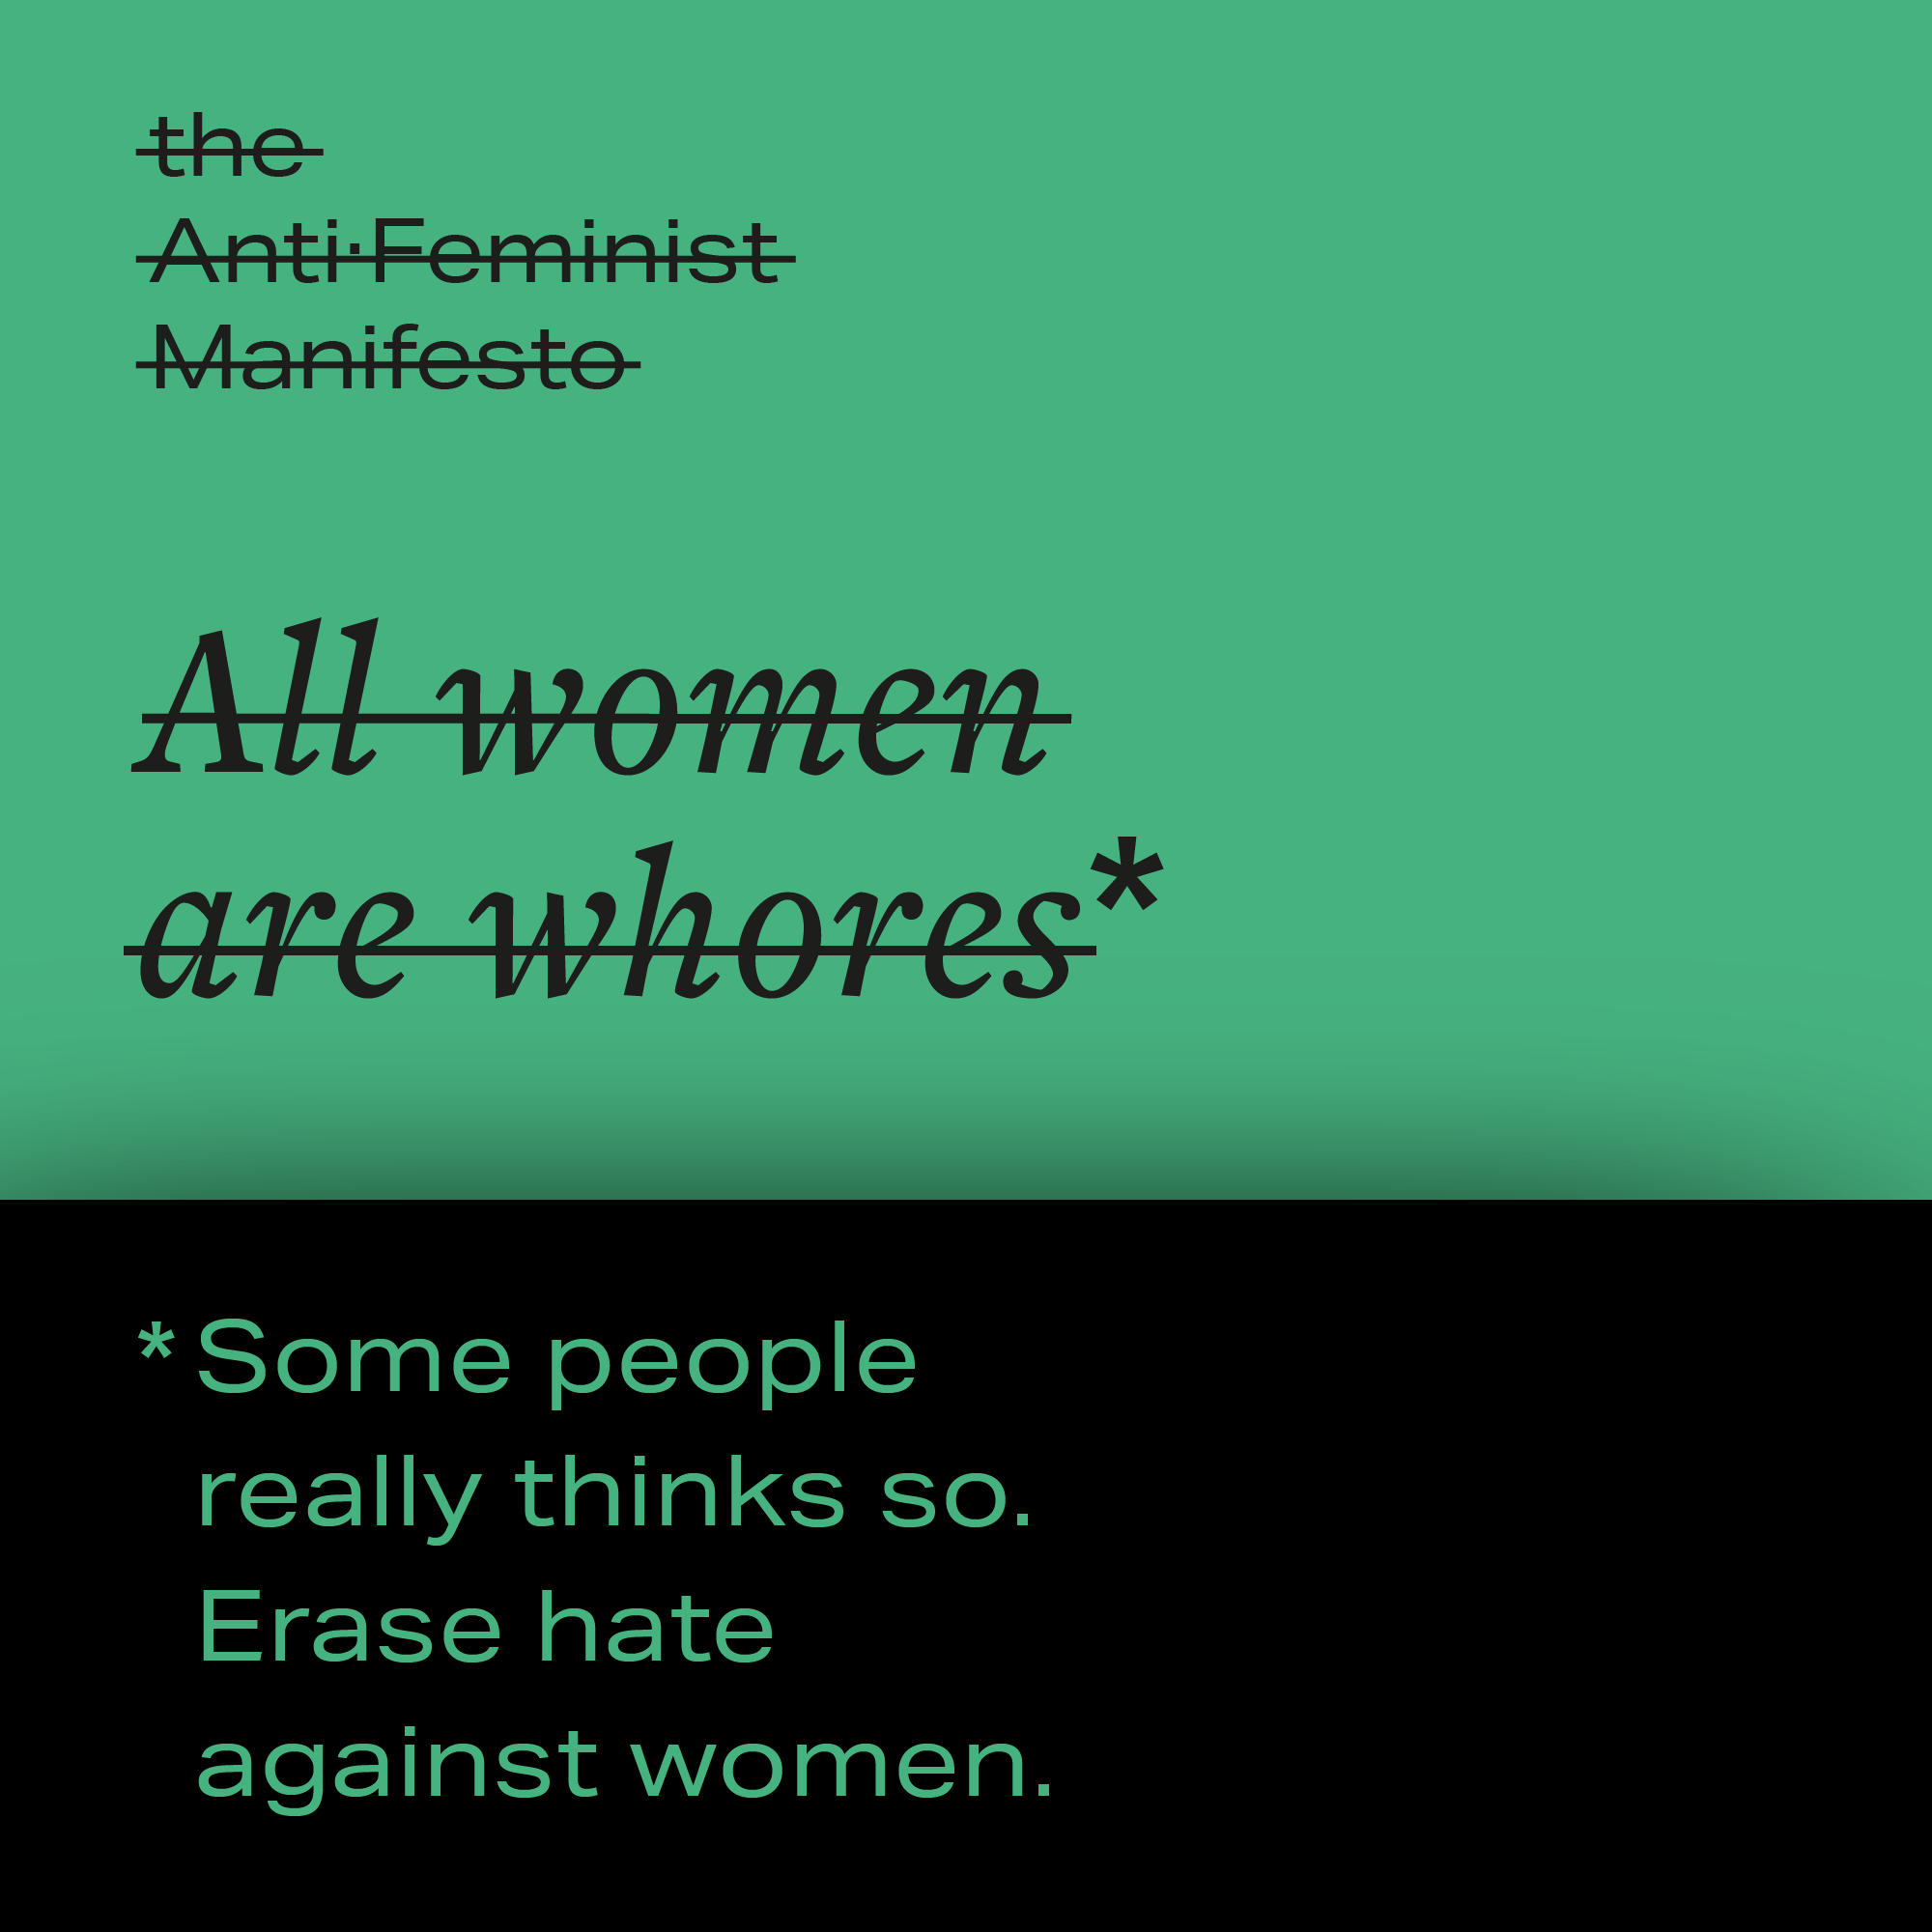 the
Anti·Feminist
Manifesto
All women
are whores*
*Some people
really thinks so.
Erase hate
against women.